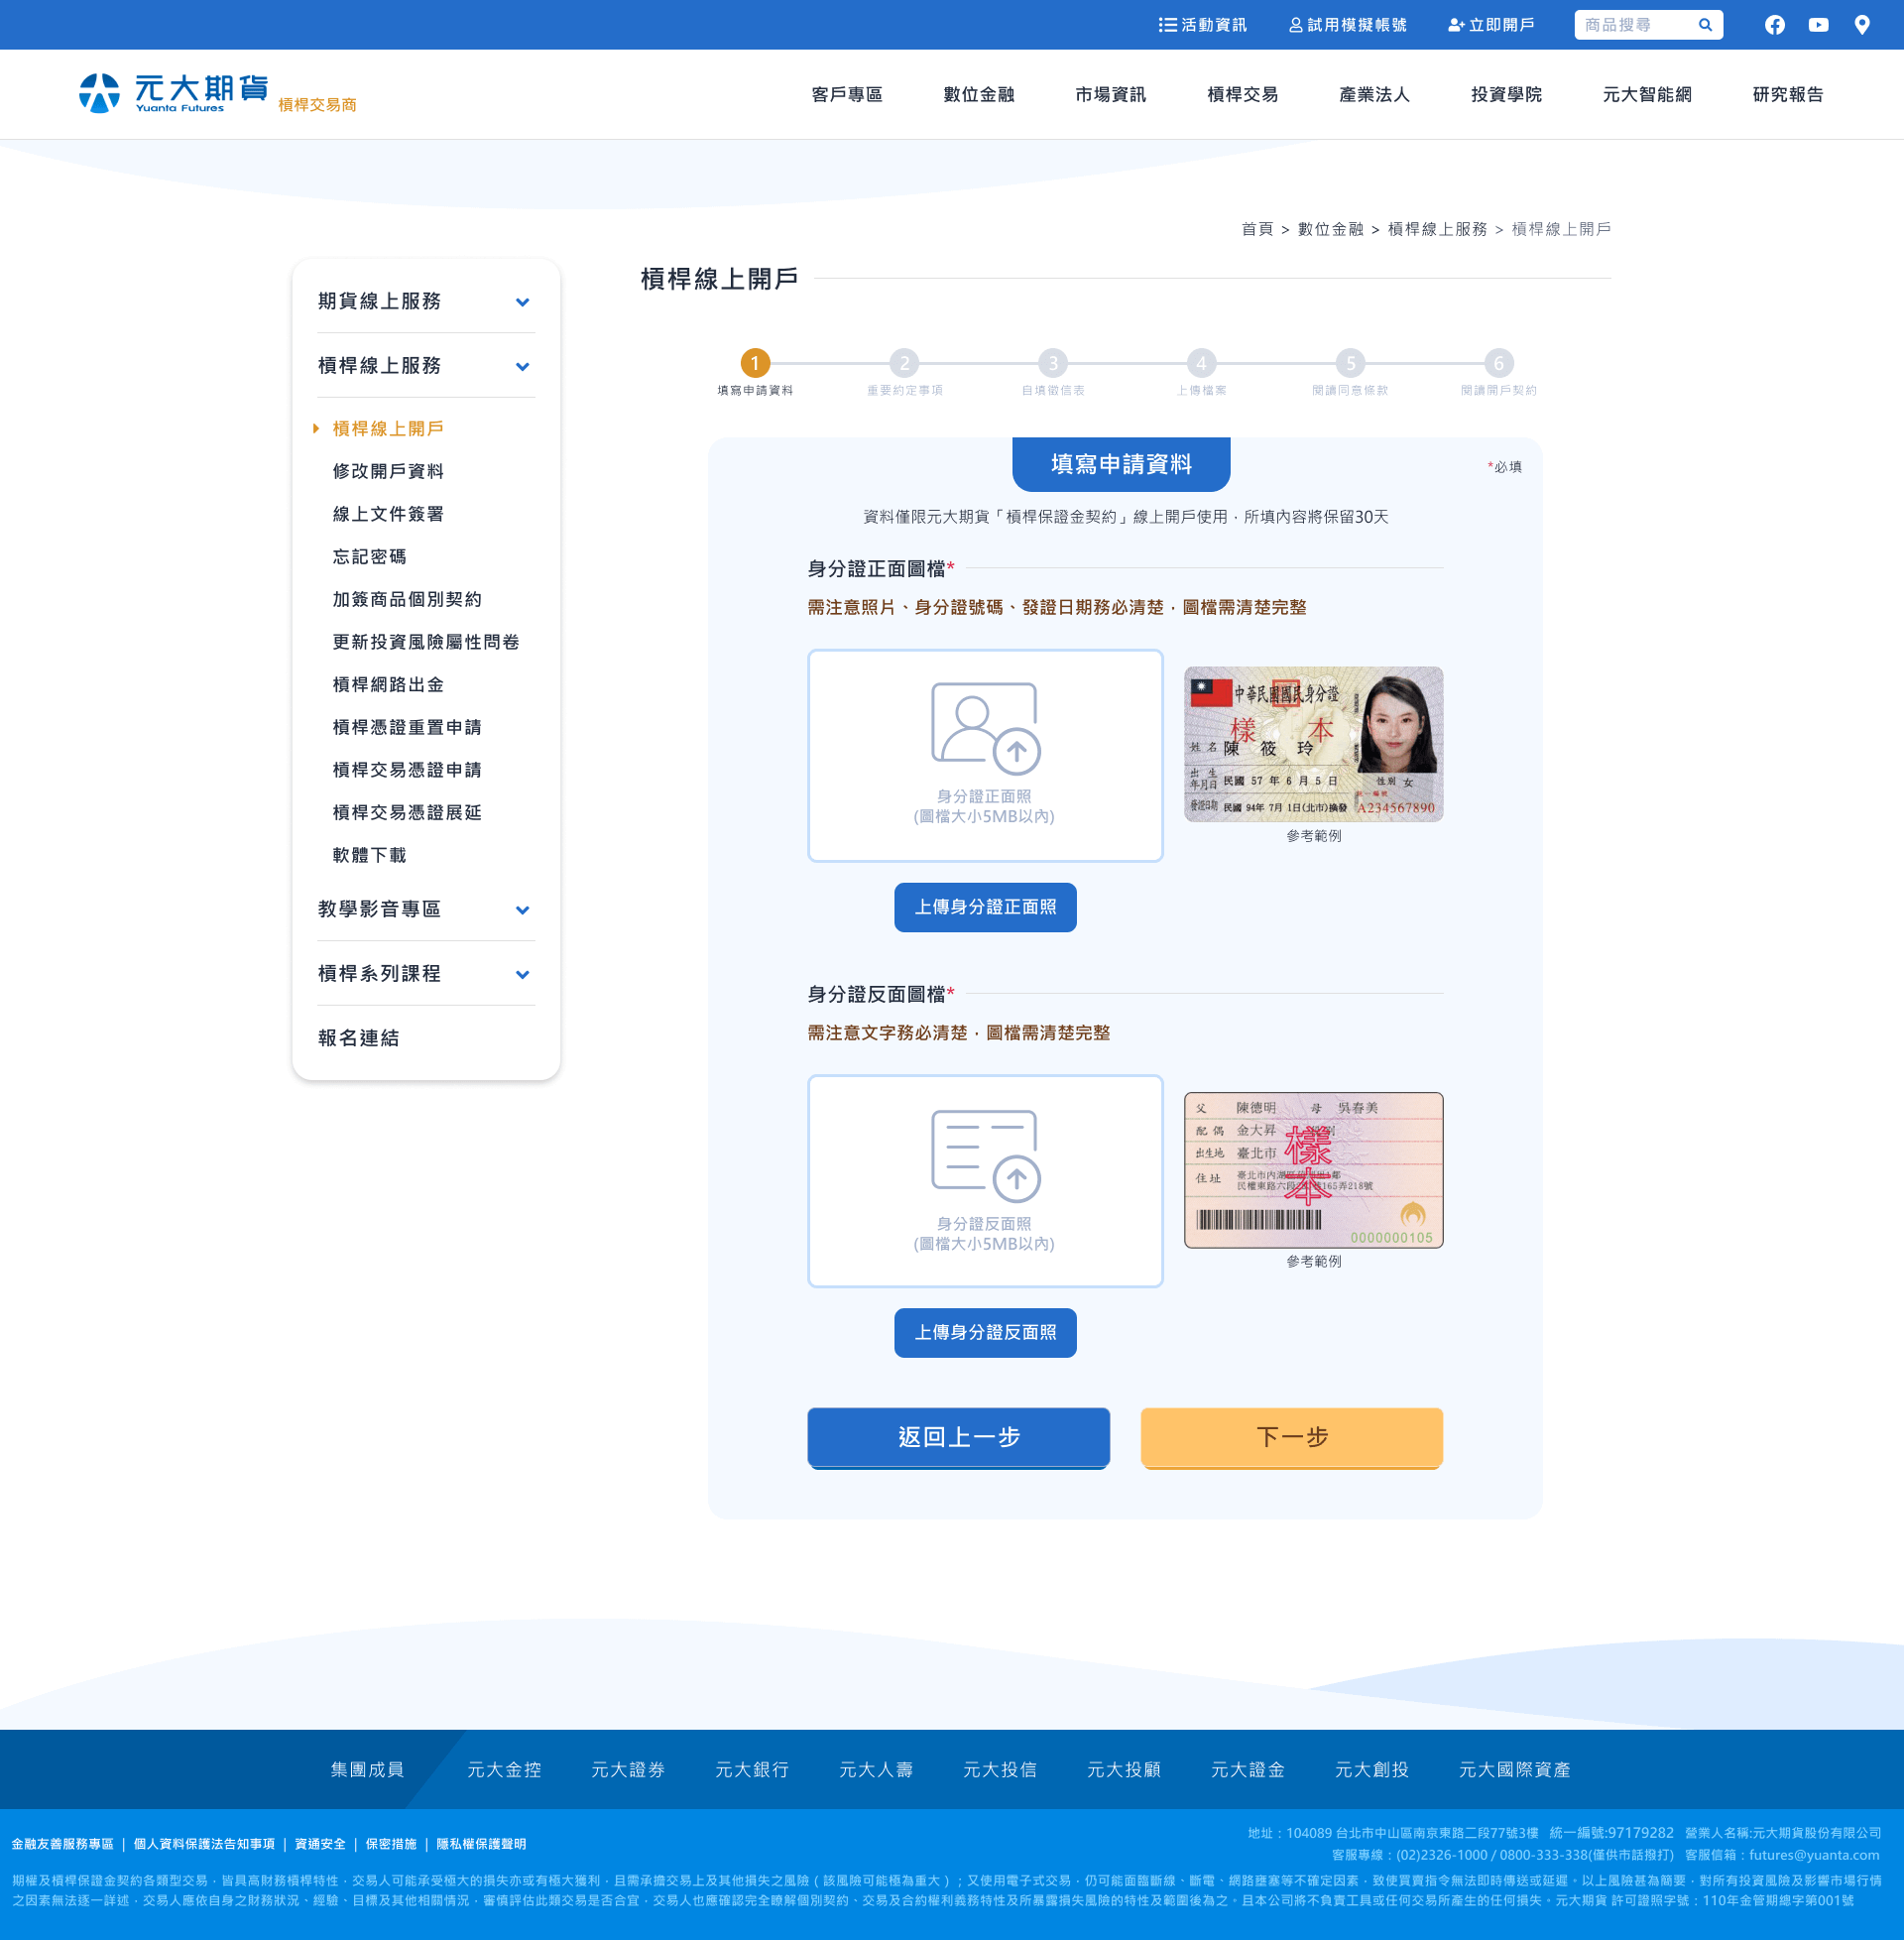 活動資訊 試用模擬帳號 立即開戶 商品搜尋
元大期貨 Yuanta Futures 槓桿交易商
客戶專區 數位金融 市場資訊 槓桿交易 產業法人 投資學院 元大智能網 研究報告
首頁 > 數位金融 > 槓桿線上服務 > 槓桿線上開戶
期貨線上服務
槓桿線上服務
槓桿線上開戶
修改開戶資料
線上文件簽署
忘記密碼
加簽商品個別契約
更新投資風險屬性問卷
槓桿網路出金
槓桿憑證重置申請
槓桿交易憑證申請
槓桿交易憑證展延
軟體下載
教學影音專區
槓桿系列課程
報名連結
槓桿線上開戶
1 2 3 4 5 6
填寫申請資料 重要約定事項 自填徵信表 上傳檔案 閱讀同意條款 閱讀開戶契約
填寫申請資料
*必填
資料僅限元大期貨「槓桿保證金契約」線上開戶使用，所填內容將保留30天
身分證正面圖檔*
需注意照片、身分證號碼、發證日期務必清楚，圖檔需清楚完整
身分證正面照
(圖檔大小5MB以內)
中華民國國民身分證
樣 本
姓名 陳筱玲
出生年月日 民國 57 年 6 月 5 日 性別 女
發證日期 民國 94年 7月 1日(北市)換發 A234567890
參考範例
上傳身分證正面照
身分證反面圖檔*
需注意文字務必清楚，圖檔需清楚完整
身分證反面照
(圖檔大小5MB以內)
父 陳德明 母 吳春美
配偶 金大昇
出生地 臺北市
樣本
住址 臺北市內湖區
民權東路六段
0000000105
參考範例
上傳身分證反面照
返回上一步 下一步
集團成員 元大金控 元大證券 元大銀行 元大人壽 元大投信 元大投顧 元大證金 元大創投 元大國際資產
金融友善服務專區 | 個人資料保護法告知事項 | 資通安全 | 保密措施 | 隱私權保護聲明
地址：104089 台北市中山區南京東路二段77號3樓 統一編號:97179282 營業人名稱:元大期貨股份有限公司
客服專線：(02)2326-1000 / 0800-333-338(僅供市話撥打) 客服信箱：futures@yuanta.com
期權及槓桿保證金契約各類型交易，皆具高財務槓桿特性，交易人可能承受極大的損失亦或有極大獲利，且需承擔交易上及其他損失之風險（該風險可能極為重大）；又使用電子式交易，仍可能面臨斷線、斷電、網路壅塞等不確定因素，致使買賣指令無法即時傳送或延遲。以上風險甚為簡要，對所有投資風險及影響市場行情
之因素無法逐一詳述，交易人應依自身之財務狀況、經驗、目標及其他相關情況，審慎評估此類交易是否合宜，交易人也應確認完全瞭解個別契約、交易及合約權利義務特性及所暴露損失風險的特性及範圍後為之。且本公司將不負賣工具或任何交易所產生的任何損失。元大期貨 許可證照字號：110年金管期總字第001號